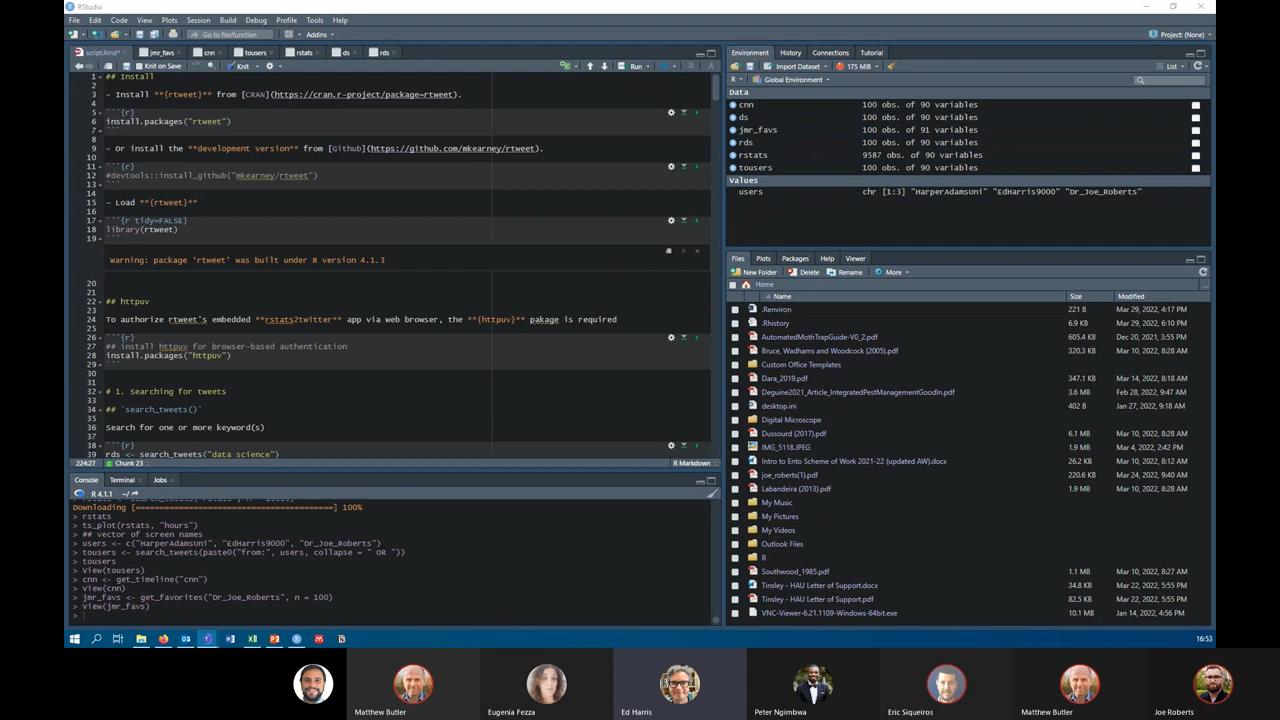 RStudio
File Edit Code View Plots Session Build Debug Profile Tools Help
Go to file/function Addins Project: (None)
script.Rmd* jmr_favs cnn tousers rstats ds rds
Knit on Save Knit Run
1 ## Install
2
3 - Install **{rtweet}** from [CRAN](https://cran.r-project/package=rtweet).
4
5 ```{r}
6 install.packages("rtweet")
7 ```
8
9 - Or install the **development version** from [Github](https://github.com/mkearney/rtweet).
10
11 ```{r}
12 #devtools::install_github("mkearney/rtweet")
13 ```
14
15 - Load **{rtweet}**
16
17 ```{r tidy=FALSE}
18 library(rtweet)
19 ```
Warning: package 'rtweet' was built under R version 4.1.3
20
21
22 ## httpuv
23
24 To authorize rtweet's embedded **rstats2twitter** app via web browser, the **{httpuv}** pakage is required
25
26 ```{r}
27 ## install httpuv for browser-based authentication
28 install.packages("httpuv")
29 ```
30
31
32 # 1. Searching for tweets
33
34 ## `search_tweets()`
35
36 Search for one or more keyword(s)
37
38 ```{r}
39 rds <- search_tweets("data science")
224:27 Chunk 23 R Markdown
Console Terminal Jobs
R 4.1.1 · ~/
Downloading [=========================================] 100%
> rstats
> ts_plot(rstats, "hours")
> ## vector of screen names
> users <- c("HarperAdamsUni", "EdHarris9000", "Dr_Joe_Roberts")
> tousers <- search_tweets(paste0("from:", users, collapse = " OR "))
> tousers
> View(tousers)
> cnn <- get_timeline("cnn")
> View(cnn)
> jmr_favs <- get_favorites("Dr_Joe_Roberts", n = 100)
> View(jmr_favs)
>
Environment History Connections Tutorial
Import Dataset 175 MiB List
R Global Environment
Data
cnn 100 obs. of 90 variables
ds 100 obs. of 90 variables
jmr_favs 100 obs. of 91 variables
rds 100 obs. of 90 variables
rstats 9587 obs. of 90 variables
tousers 100 obs. of 90 variables
Values
users chr [1:3] "HarperAdamsUni" "EdHarris9000" "Dr_Joe_Roberts"
Files Plots Packages Help Viewer
New Folder Delete Rename More
Home
Name Size Modified
.Renviron 221 B Mar 29, 2022, 4:17 PM
.Rhistory 6.9 KB Mar 29, 2022, 6:10 PM
AutomatedMothTrapGuide-V0_2.pdf 605.4 KB Dec 20, 2021, 3:55 PM
Bruce, Wadhams and Woodcock (2005).pdf 320.3 KB Mar 10, 2022, 8:28 AM
Custom Office Templates
Dara_2019.pdf 347.1 KB Mar 14, 2022, 8:18 AM
Deguine2021_Article_IntegratedPestManagementGoodIn.pdf 3.6 MB Feb 28, 2022, 9:47 AM
desktop.ini 402 B Jan 27, 2022, 9:18 AM
Digital Microscope
Dussourd (2017).pdf 6.1 MB Mar 10, 2022, 8:28 AM
IMG_5118.JPEG 1.9 MB Mar 4, 2022, 2:42 PM
Intro to Ento Scheme of Work 2021-22 (updated AW).docx 26.2 KB Mar 10, 2022, 8:12 AM
joe_roberts(1).pdf 220.6 KB Mar 24, 2022, 9:40 AM
Labandeira (2013).pdf 1.9 MB Mar 10, 2022, 8:28 AM
My Music
My Pictures
My Videos
Outlook Files
R
Southwood_1985.pdf 1.1 MB Mar 10, 2022, 8:27 AM
Tinsley - HAU Letter of Support.docx 34.8 KB Mar 22, 2022, 5:55 PM
Tinsley - HAU Letter of Support.pdf 82.5 KB Mar 22, 2022, 5:55 PM
VNC-Viewer-6.21.1109-Windows-64bit.exe 10.1 MB Jan 14, 2022, 4:56 PM
16:53
Matthew Butler Eugenia Fezza Ed Harris Peter Ngimbwa Eric Siqueiros Matthew Butler Joe Roberts